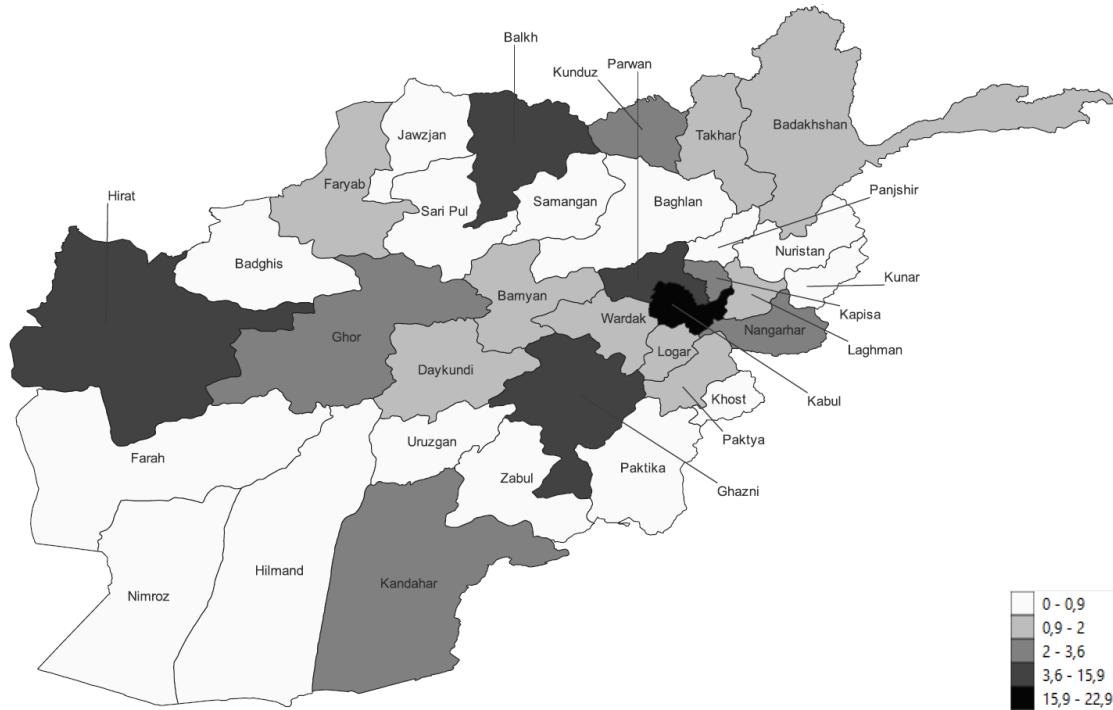 Balkh
Parwan
Kunduz
Jawzjan
Takhar
Badakhshan
Faryab
Hirat
Sari Pul
Samangan
Baghlan
Panjshir
Badghis
Nuristan
Kunar
Bamyan
Kapisa
Wardak
Ghor
Nangarhar
Laghman
Logar
Daykundi
Khost
Kabul
Uruzgan
Paktya
Farah
Paktika
Zabul
Ghazni
Hilmand
Kandahar
Nimroz
0 - 0,9
0,9 - 2
2 - 3,6
3,6 - 15,9
15,9 - 22,9